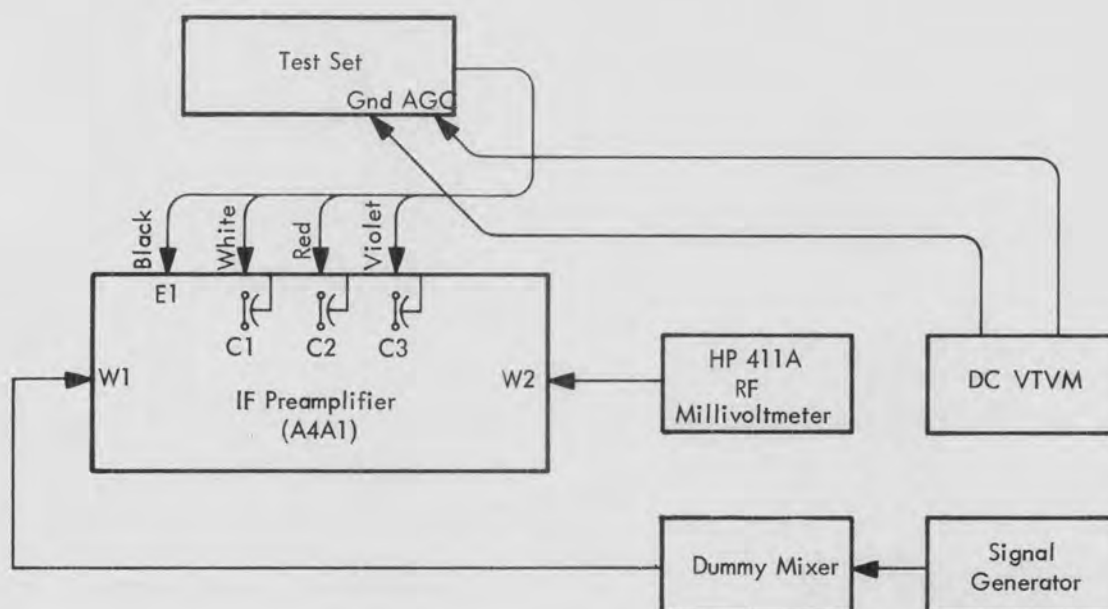 Test Set
Gnd AGC
Black
White
Red
Violet
E1
C1
C2
C3
W1
W2
IF Preamplifier
(A4A1)
HP 411A
RF
Millivoltmeter
DC VTVM
Dummy Mixer
Signal
Generator